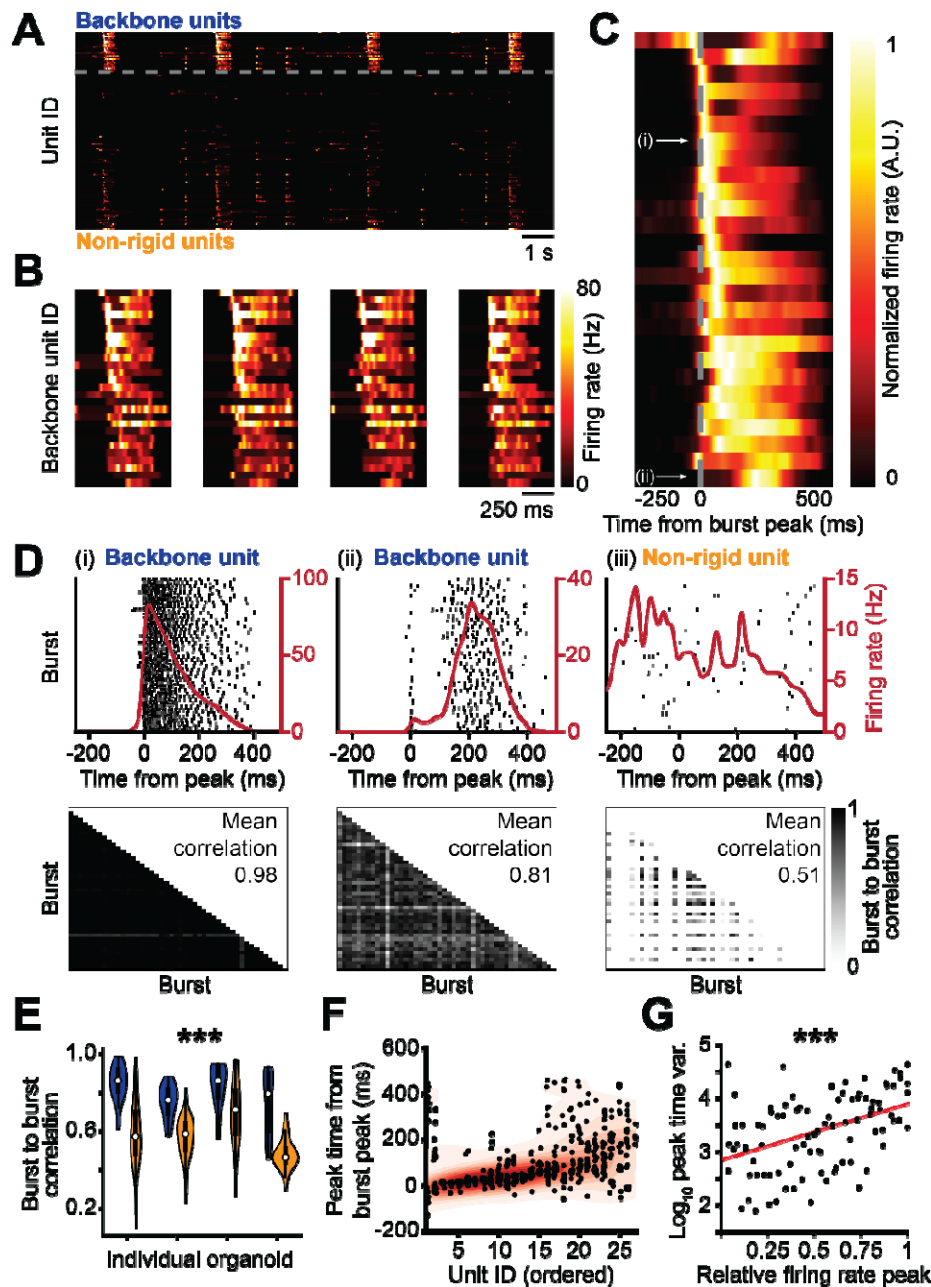 A
Backbone units
Unit ID
Non-rigid units
1 s
B
Backbone unit ID
80
Firing rate (Hz)
0
250 ms
C
(i)
(ii)
1
Normalized firing rate (A.U.)
0
-250 0 500
Time from burst peak (ms)
D
(i) Backbone unit
Burst
100
50
0
-200 0 200 400
Time from peak (ms)
(ii) Backbone unit
40
20
0
-200 0 200 400
Time from peak (ms)
(iii) Non-rigid unit
15
10
5
0
Firing rate (Hz)
-200 0 200 400
Time from peak (ms)
Burst
Mean
correlation
0.98
Burst
Mean
correlation
0.81
Burst
Mean
correlation
0.51
Burst
1
0
Burst to burst
correlation
E
***
Burst to burst
correlation
1.0
0.6
0.2
Individual organoid
F
Peak time from
burst peak (ms)
600
400
200
0
-200
5 10 15 20 25
Unit ID (ordered)
G
***
Log10 peak time var.
5
4
3
2
0.25 0.5 0.75 1
Relative firing rate peak